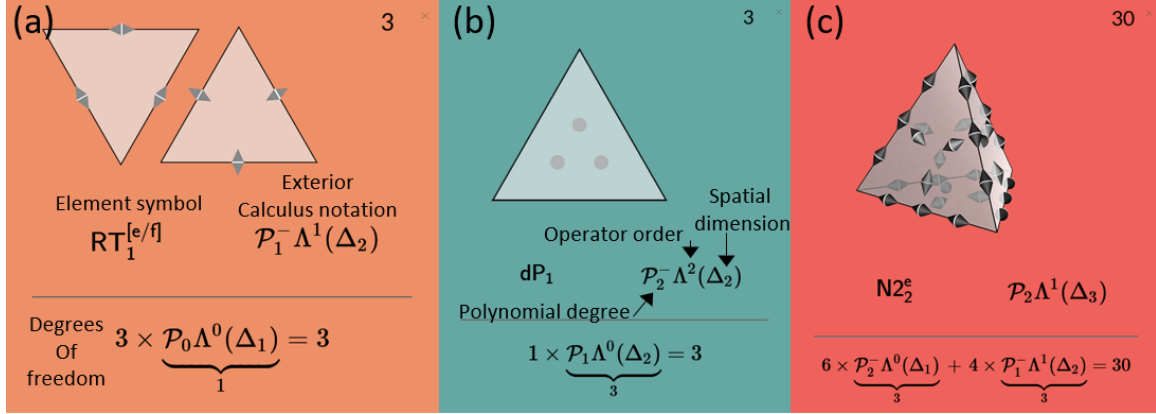 (a)
3
×
Element symbol
Exterior
Calculus notation
RT₁^[e/f]
𝒫₁⁻Λ¹(Δ₂)
Degrees
Of
freedom
3 × 𝒫₀Λ⁰(Δ₁) = 3
1
(b)
3
×
Spatial
dimension
Operator order
dP₁
𝒫₂⁻Λ²(Δ₂)
Polynomial degree
1 × 𝒫₁Λ⁰(Δ₂) = 3
3
(c)
30
×
N2₂^e
𝒫₂Λ¹(Δ₃)
6 × 𝒫₂⁻Λ⁰(Δ₁) + 4 × 𝒫₁⁻Λ¹(Δ₂) = 30
3 3